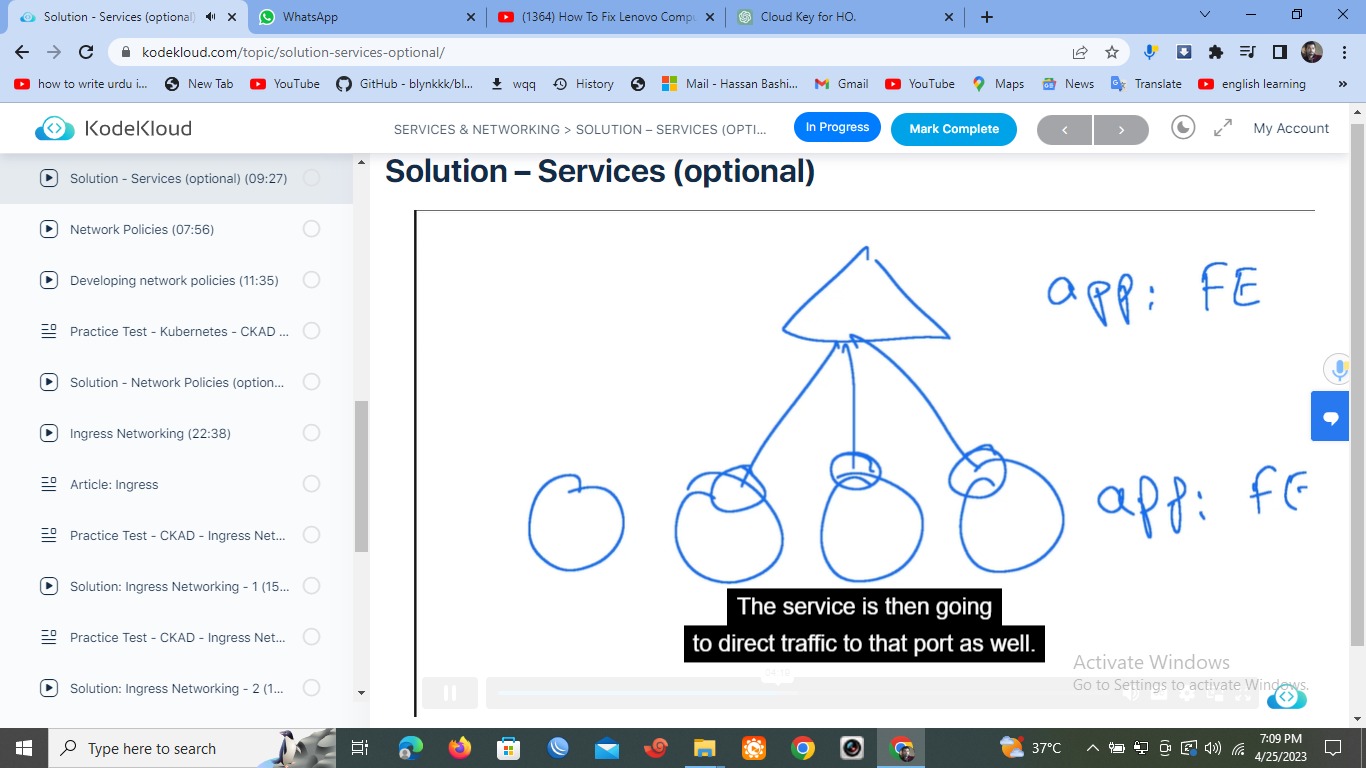 Solution - Services (optional)
WhatsApp
(1364) How To Fix Lenovo Compu
Cloud Key for HO.
kodekloud.com/topic/solution-services-optional/
how to write urdu i...
New Tab
YouTube
GitHub - blynkkk/bl...
wqq
History
Mail - Hassan Bashi...
Gmail
YouTube
Maps
News
Translate
english learning
»
KodeKloud
SERVICES & NETWORKING > SOLUTION – SERVICES (OPTI...
In Progress
Mark Complete
My Account
Solution - Services (optional) (09:27)
Network Policies (07:56)
Developing network policies (11:35)
Practice Test - Kubernetes - CKAD ...
Solution - Network Policies (option...
Ingress Networking (22:38)
Article: Ingress
Practice Test - CKAD - Ingress Net...
Solution: Ingress Networking - 1 (15...
Practice Test - CKAD - Ingress Net...
Solution: Ingress Networking - 2 (1...
Solution – Services (optional)
app: FE
app: FE
The service is then going
to direct traffic to that port as well.
04:18
Activate Windows
Go to Settings to activate Windows.
Type here to search
37°C
7:09 PM
4/25/2023